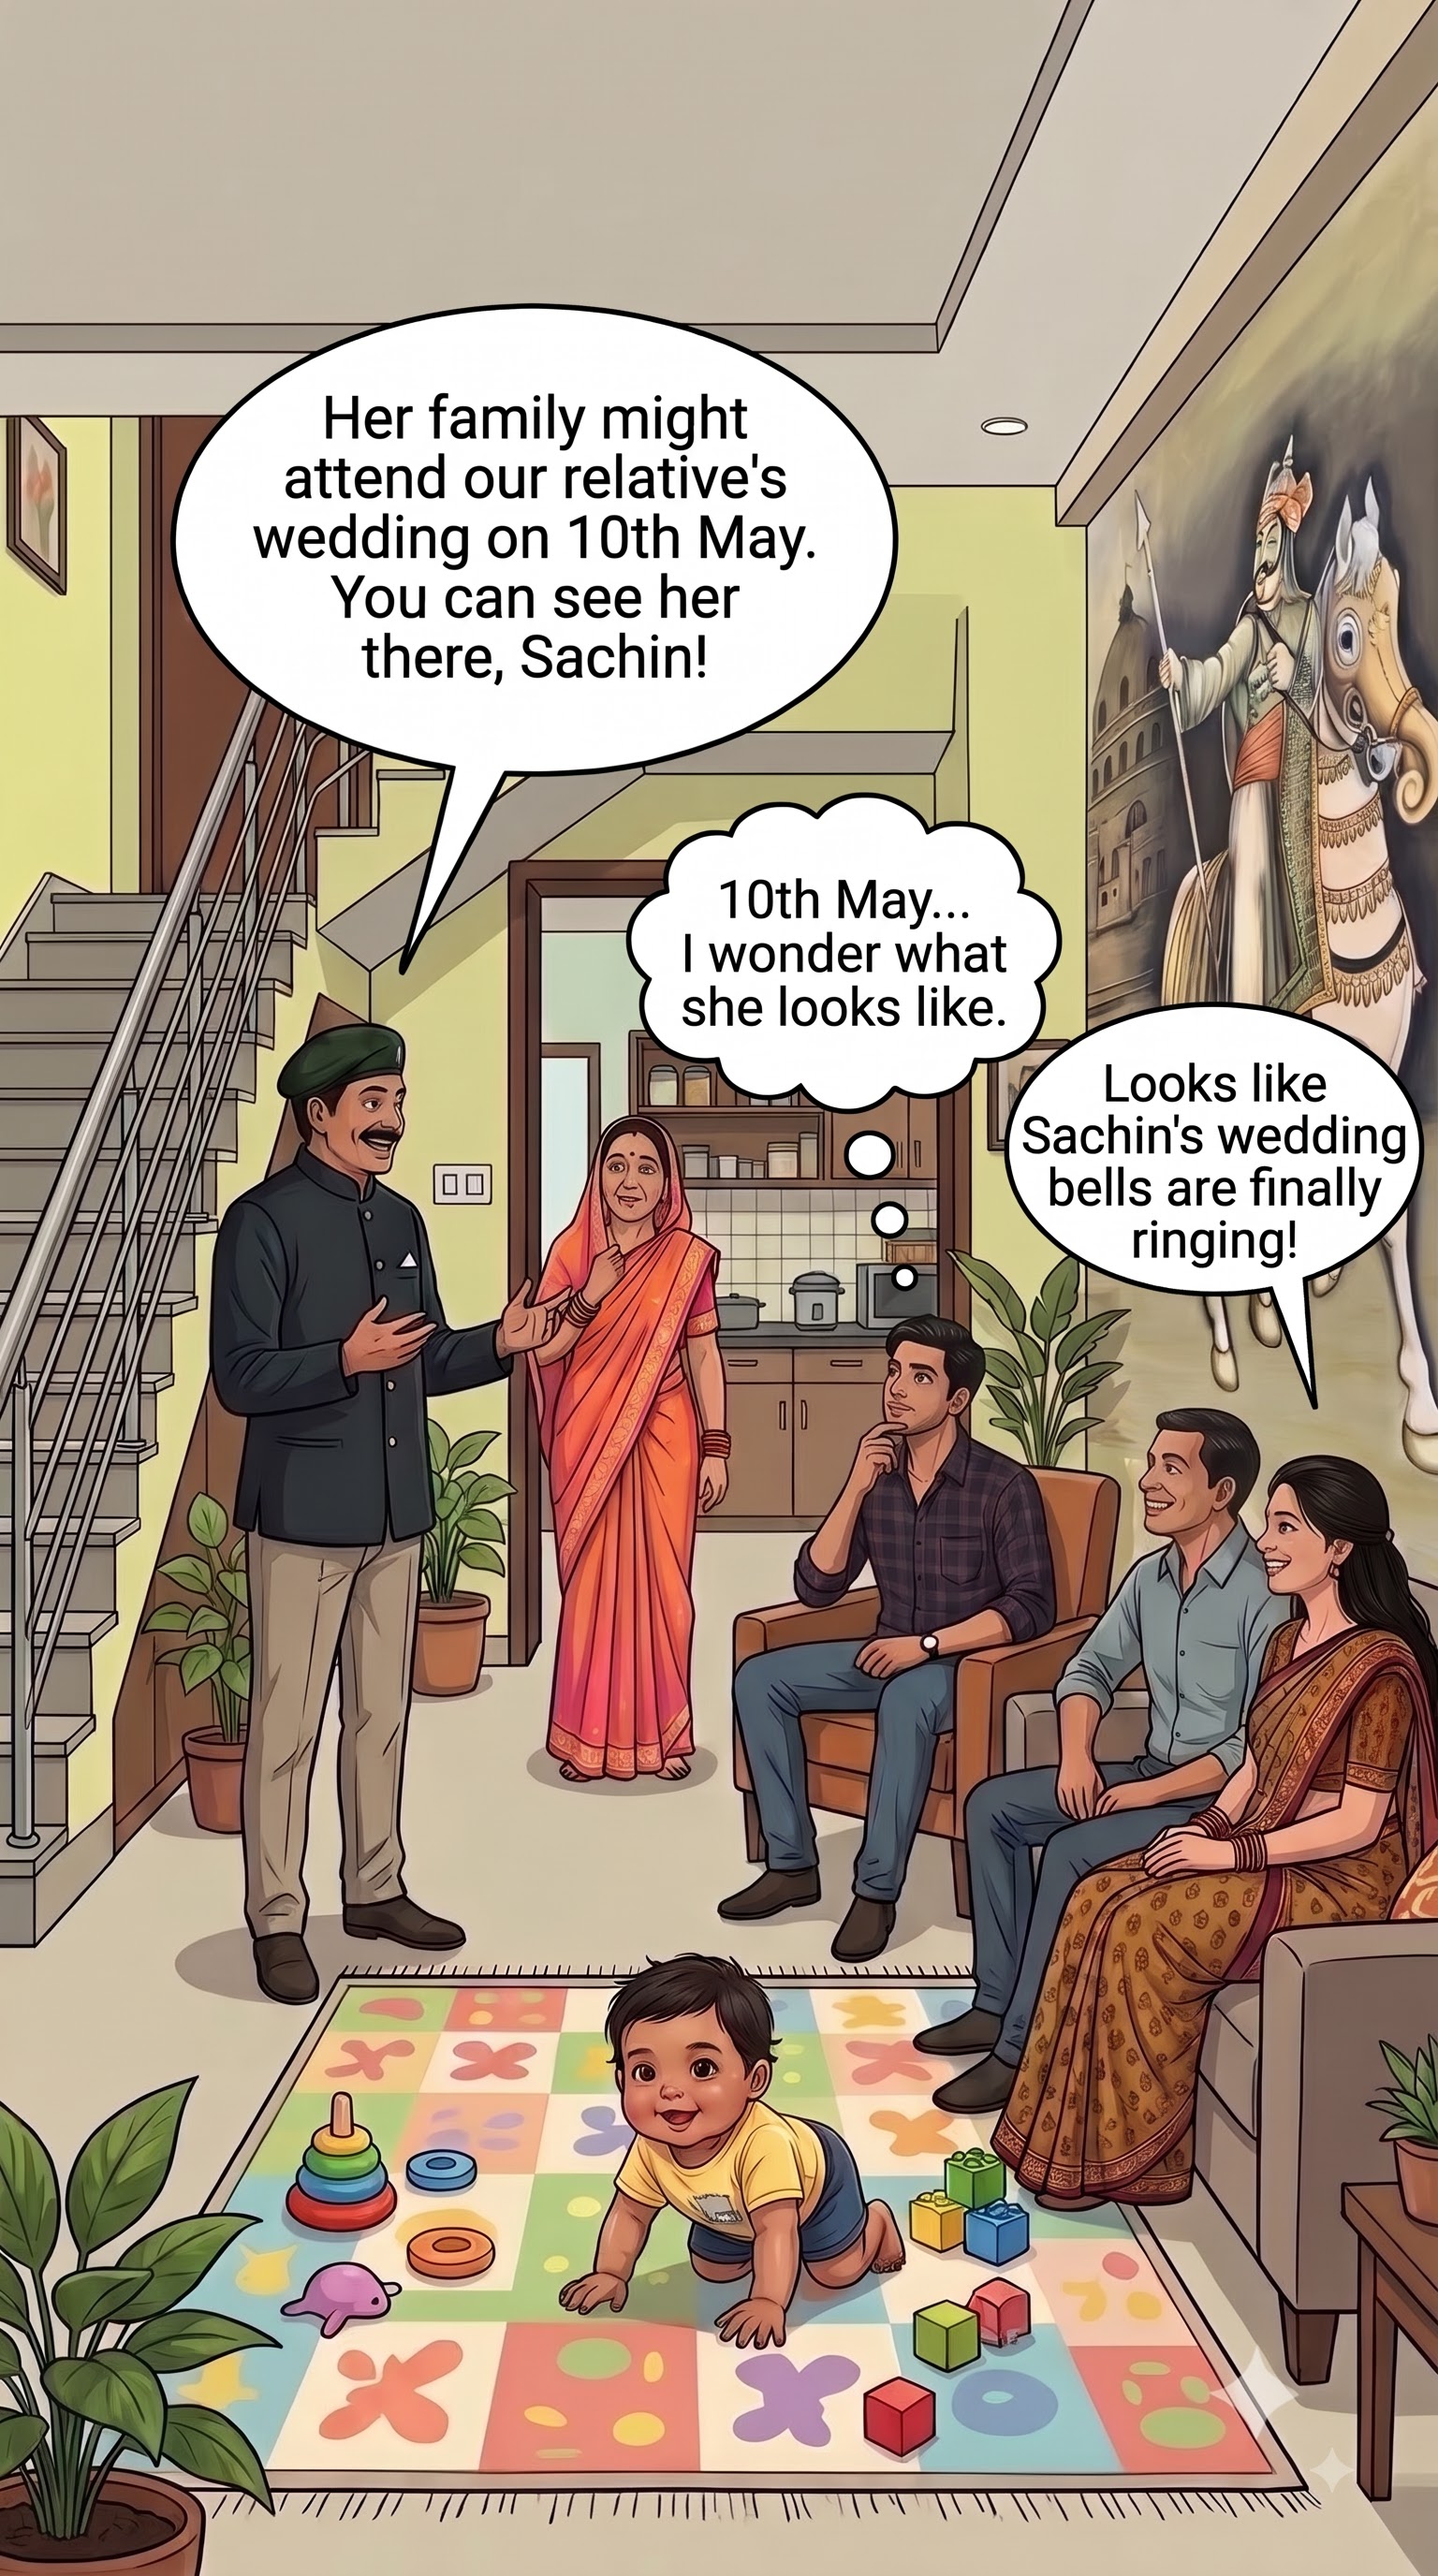 Her family might
attend our relative's
wedding on 10th May.
You can see her
there, Sachin!
10th May...
I wonder what
she looks like.
Looks like
Sachin's wedding
bells are finally
ringing!